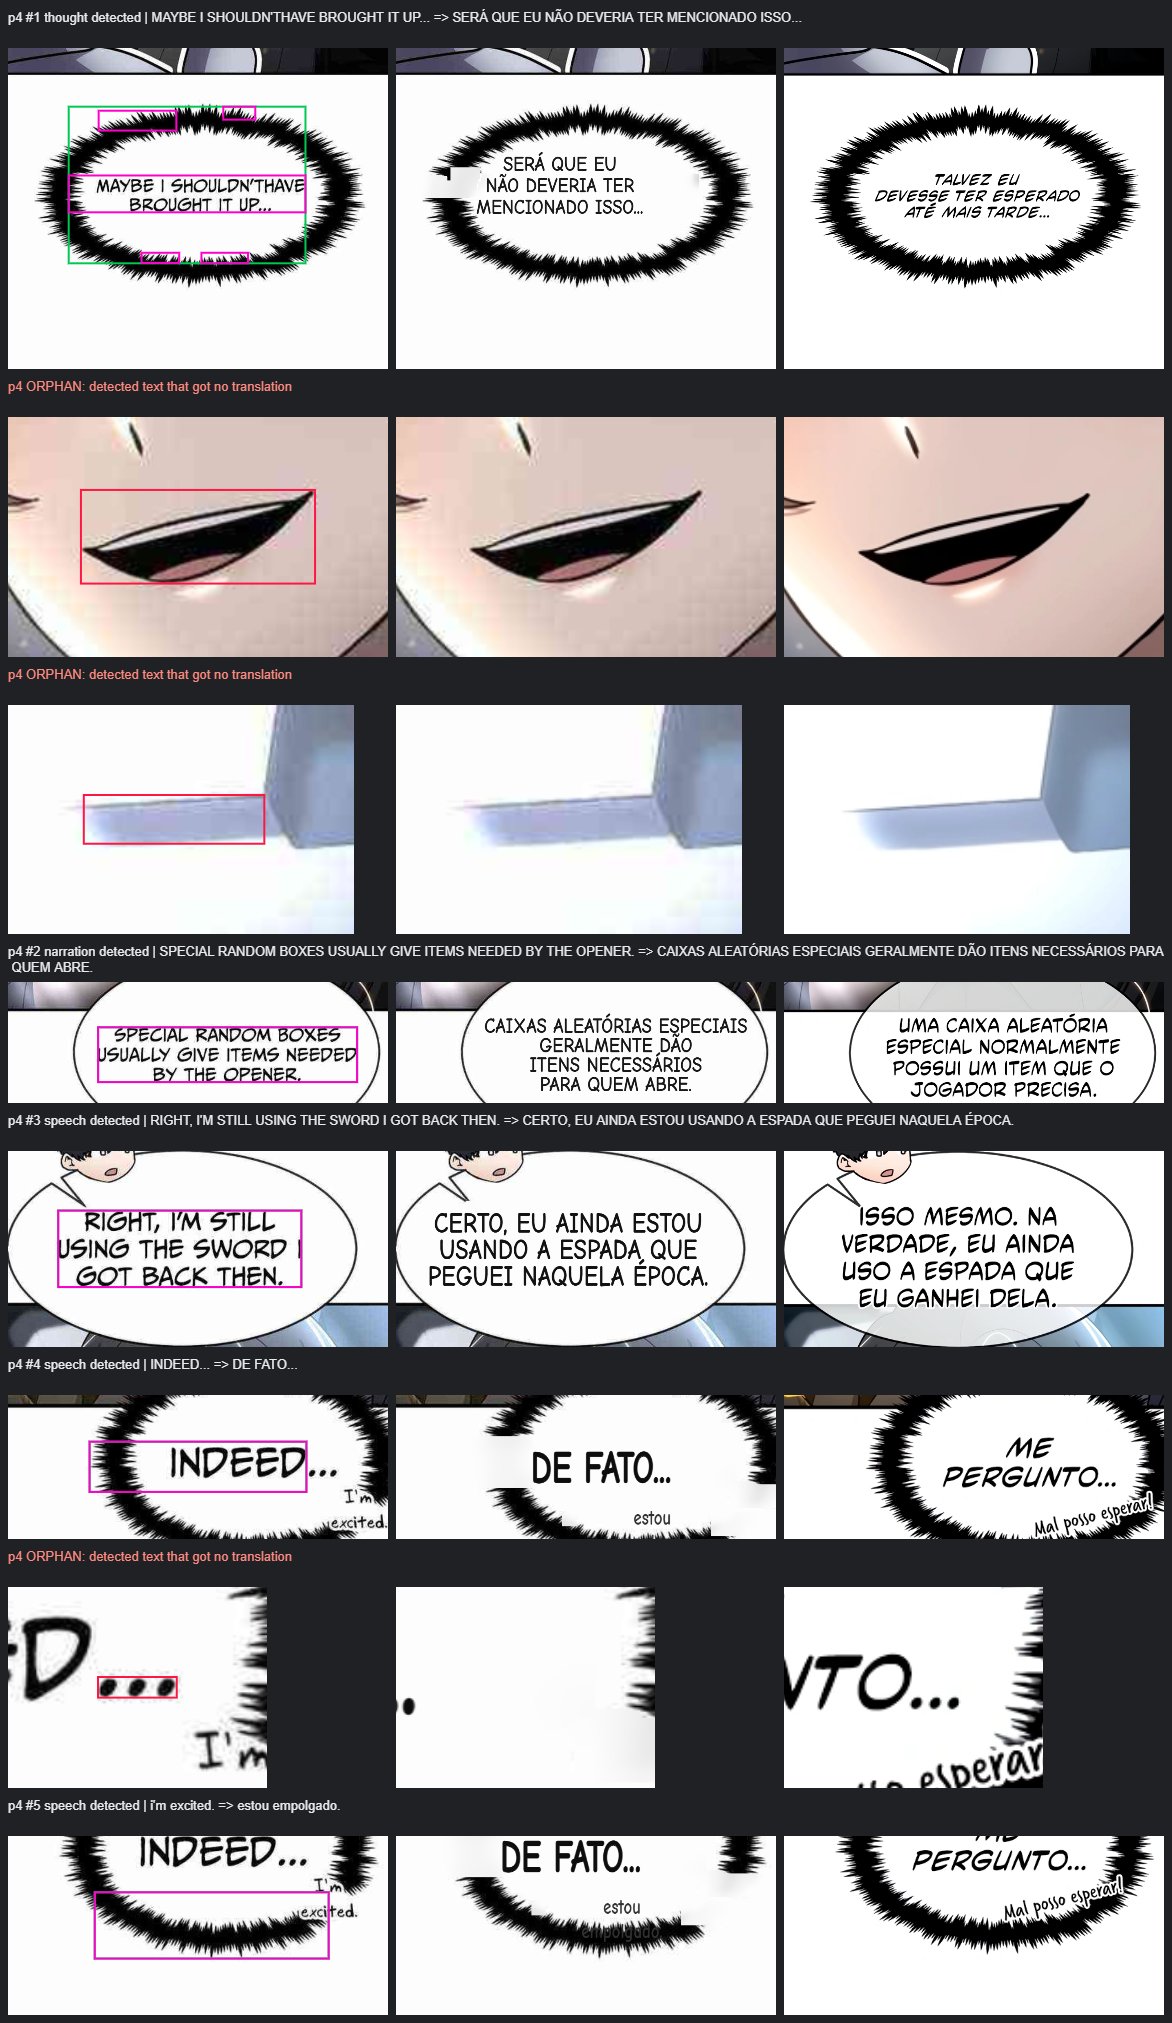 p4 #1 thought detected | MAYBE I SHOULDN'THAVE BROUGHT IT UP... => SERÁ QUE EU NÃO DEVERIA TER MENCIONADO ISSO...
MAYBE I SHOULDN'THAVE
BROUGHT IT UP...
SERÁ QUE EU
NÃO DEVERIA TER
MENCIONADO ISSO...
TALVEZ EU
DEVESSE TER ESPERADO
ATÉ MAIS TARDE...
p4 ORPHAN: detected text that got no translation
p4 ORPHAN: detected text that got no translation
p4 #2 narration detected | SPECIAL RANDOM BOXES USUALLY GIVE ITEMS NEEDED BY THE OPENER. => CAIXAS ALEATÓRIAS ESPECIAIS GERALMENTE DÃO ITENS NECESSÁRIOS PARA
QUEM ABRE.
SPECIAL RANDOM BOXES
USUALLY GIVE ITEMS NEEDED
BY THE OPENER.
CAIXAS ALEATÓRIAS ESPECIAIS
GERALMENTE DÃO
ITENS NECESSÁRIOS
PARA QUEM ABRE.
UMA CAIXA ALEATÓRIA
ESPECIAL NORMALMENTE
POSSUI UM ITEM QUE O
JOGADOR PRECISA.
p4 #3 speech detected | RIGHT, I'M STILL USING THE SWORD I GOT BACK THEN. => CERTO, EU AINDA ESTOU USANDO A ESPADA QUE PEGUEI NAQUELA ÉPOCA.
RIGHT, I'M STILL
USING THE SWORD I
GOT BACK THEN.
CERTO, EU AINDA ESTOU
USANDO A ESPADA QUE
PEGUEI NAQUELA ÉPOCA.
ISSO MESMO. NA
VERDADE, EU AINDA
USO A ESPADA QUE
EU GANHEI DELA.
p4 #4 speech detected | INDEED... => DE FATO...
INDEED...
I'm
excited.
DE FATO...
estou
ME
PERGUNTO...
Mal posso esperar!
p4 ORPHAN: detected text that got no translation
D...
I'm
NTO...
esperar
p4 #5 speech detected | i'm excited. => estou empolgado.
INDEED...
I'm
excited.
DE FATO...
estou
empolgado
PERGUNTO...
Mal posso esperar!